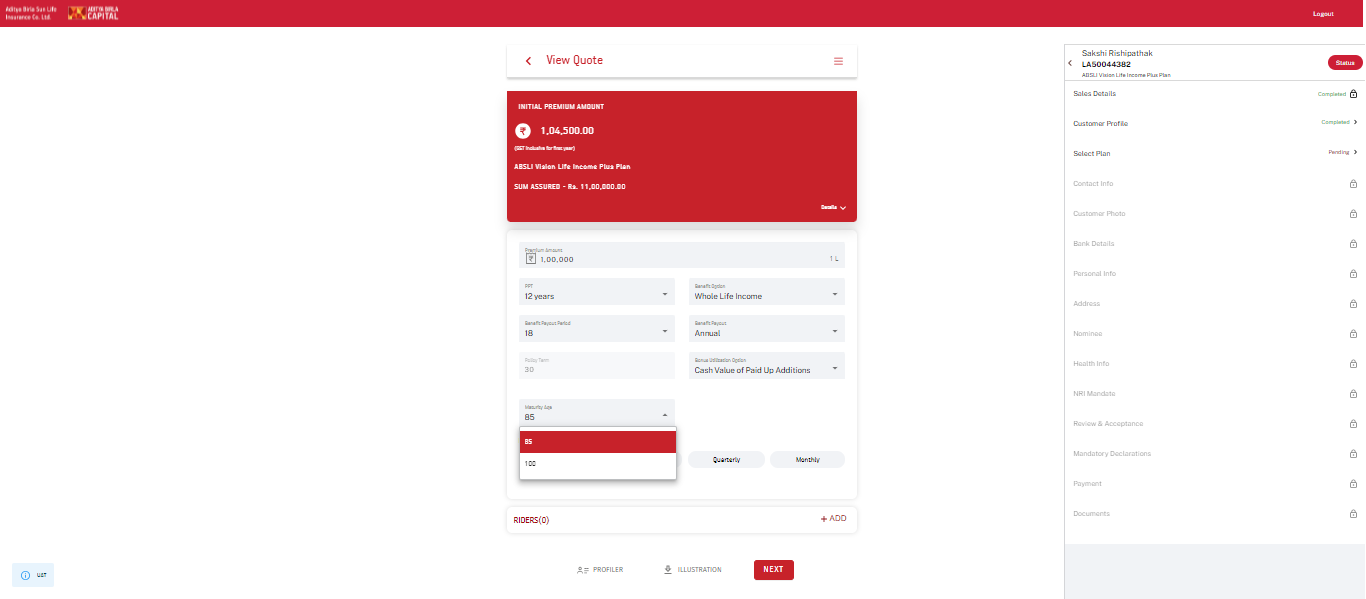 Aditya Birla Sun Life
Insurance Co. Ltd.
ADITYA BIRLA
CAPITAL
Logout
View Quote
INITIAL PREMIUM AMOUNT
₹ 1,04,500.00
(GST Inclusive for first year)
ABSLI Vision Life Income Plus Plan
SUM ASSURED - Rs. 11,00,000.00
Details
Premium Amount
₹ 1,00,000
1 L
PPT
12 years
Benefit Option
Whole Life Income
Benefit Payout Period
18
Benefit Payout
Annual
Policy Term
30
Bonus Utilisation Option
Cash Value of Paid Up Additions
Maturity Age
85
85
100
Quarterly
Monthly
RIDERS(0)
+ ADD
PROFILER
ILLUSTRATION
NEXT
UAT
Sakshi Rishipathak
LA50044382
ABSLI Vision Life Income Plus Plan
Status
Sales Details
Completed
Customer Profile
Completed
Select Plan
Pending
Contact Info
Customer Photo
Bank Details
Personal Info
Address
Nominee
Health Info
NRI Mandate
Review & Acceptance
Mandatory Declarations
Payment
Documents